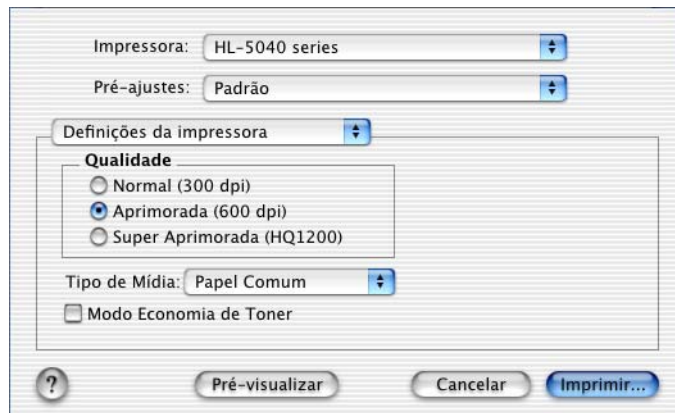 Impressora: HL-5040 series
Pré-ajustes: Padrão
Definições da impressora
Qualidade
Normal (300 dpi)
Aprimorada (600 dpi)
Super Aprimorada (HQ1200)
Tipo de Mídia: Papel Comum
Modo Economia de Toner
? Pré-visualizar Cancelar Imprimir...